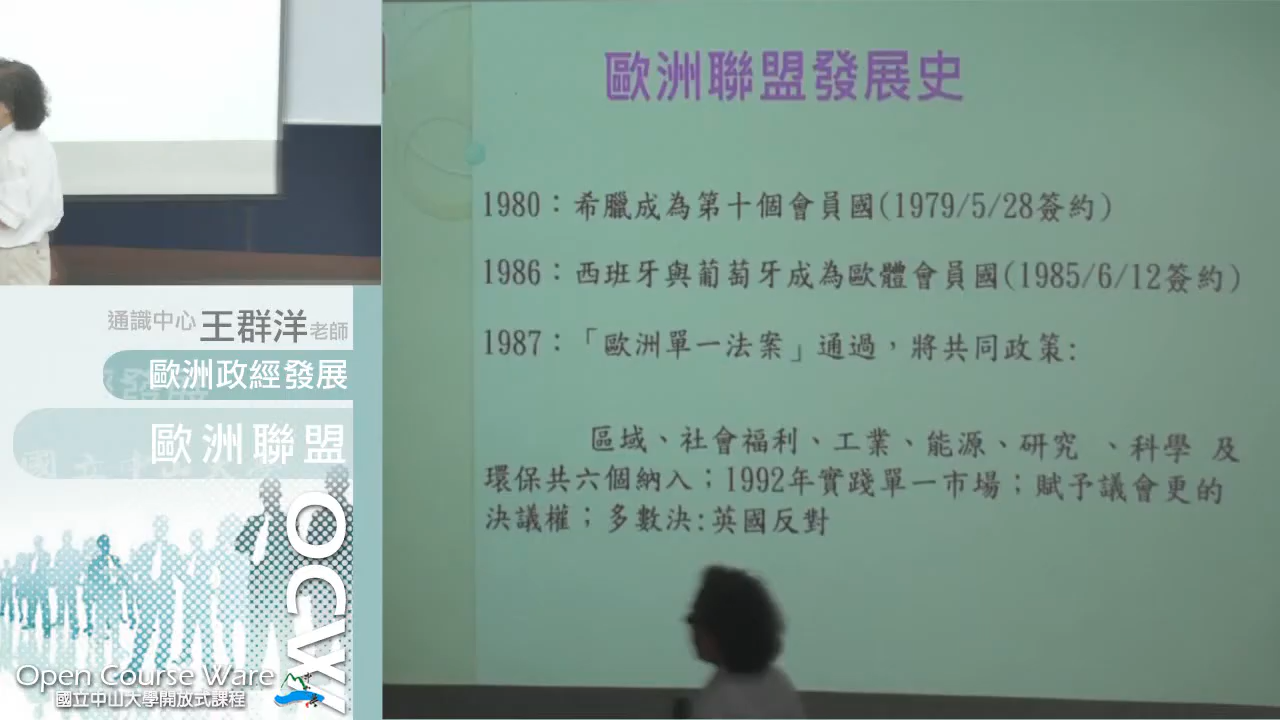 歐洲聯盟發展史
1980：希臘成為第十個會員國(1979/5/28簽約)
1986：西班牙與葡萄牙成為歐體會員國(1985/6/12簽約)
1987：「歐洲單一法案」通過，將共同政策:
區域、社會福利、工業、能源、研究 、科學 及
環保共六個納入；1992年實踐單一市場；賦予議會更的
決議權；多數決:英國反對
通識中心 王群洋老師
歐洲政經發展
歐洲聯盟
OCW
Open Course Ware
國立中山大學開放式課程